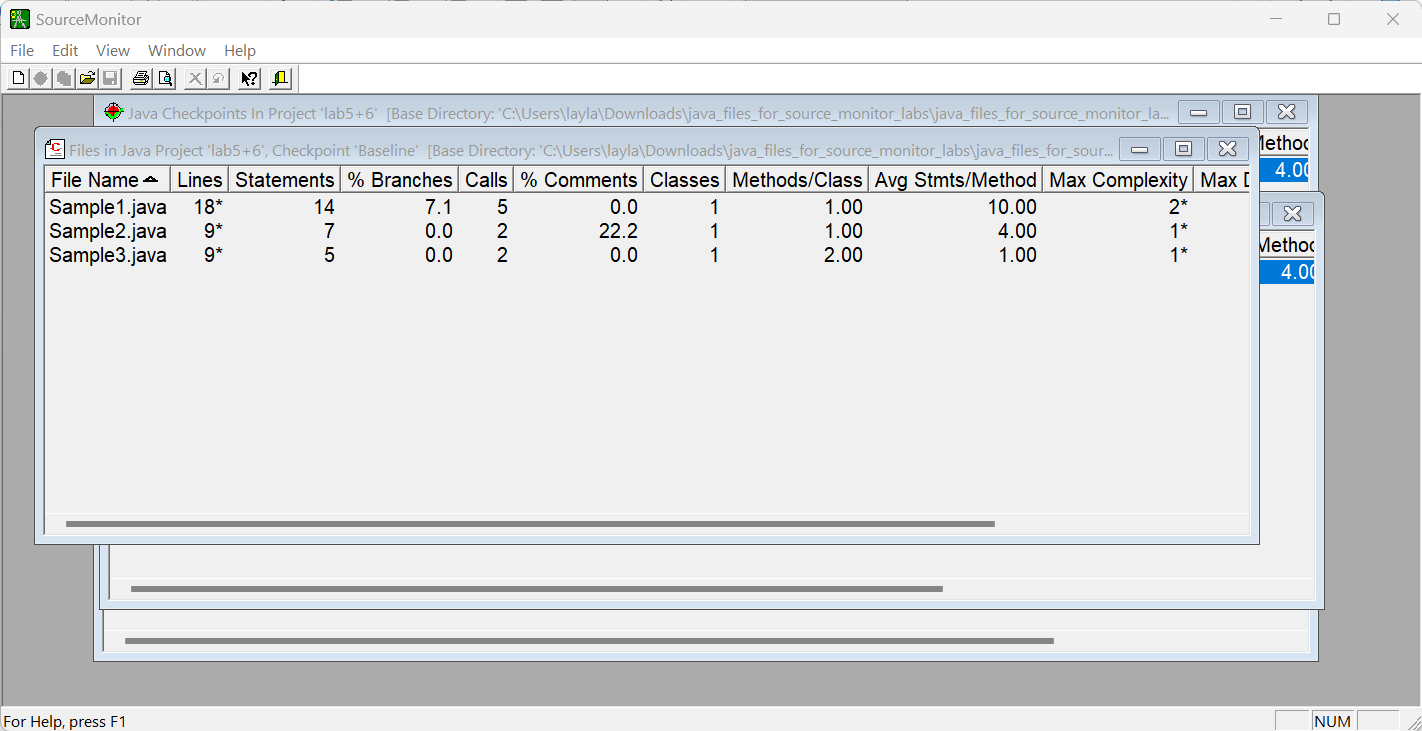 SourceMonitor
File Edit View Window Help
Java Checkpoints In Project 'lab5+6' [Base Directory: 'C:\Users\layla\Downloads\java_files_for_source_monitor_labs\java_files_for_source_monitor_la...
Files in Java Project 'lab5+6', Checkpoint 'Baseline' [Base Directory: 'C:\Users\layla\Downloads\java_files_for_source_monitor_labs\java_files_for_sour...
File Name Lines Statements % Branches Calls % Comments Classes Methods/Class Avg Stmts/Method Max Complexity Max
Sample1.java 18* 14 7.1 5 0.0 1 1.00 10.00 2*
Sample2.java 9* 7 0.0 2 22.2 1 1.00 4.00 1*
Sample3.java 9* 5 0.0 2 0.0 1 2.00 1.00 1*
4.00
4.00
For Help, press F1
NUM